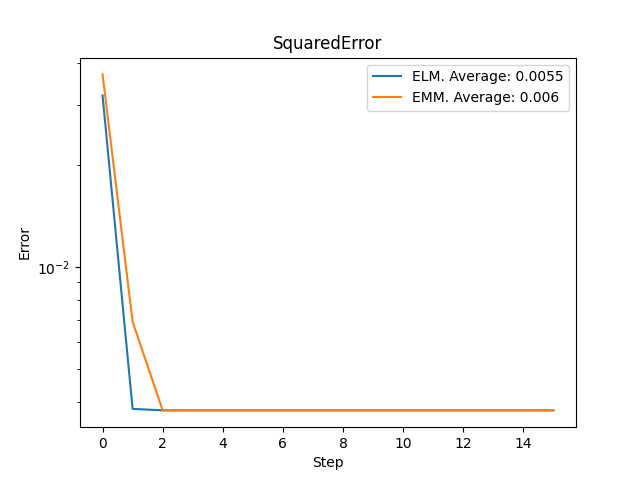 SquaredError
ELM. Average: 0.0055
EMM. Average: 0.006
Error
10⁻²
0 2 4 6 8 10 12 14
Step